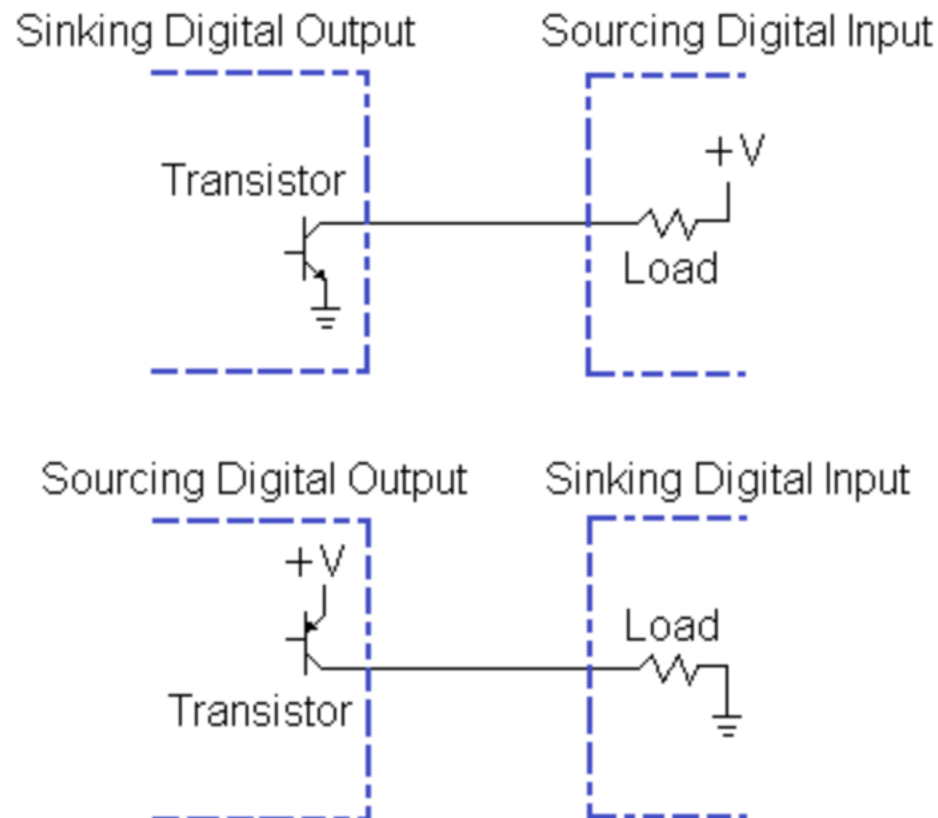 Sinking Digital Output
Sourcing Digital Input
+V
Transistor
Load
Sourcing Digital Output
Sinking Digital Input
+V
Load
Transistor